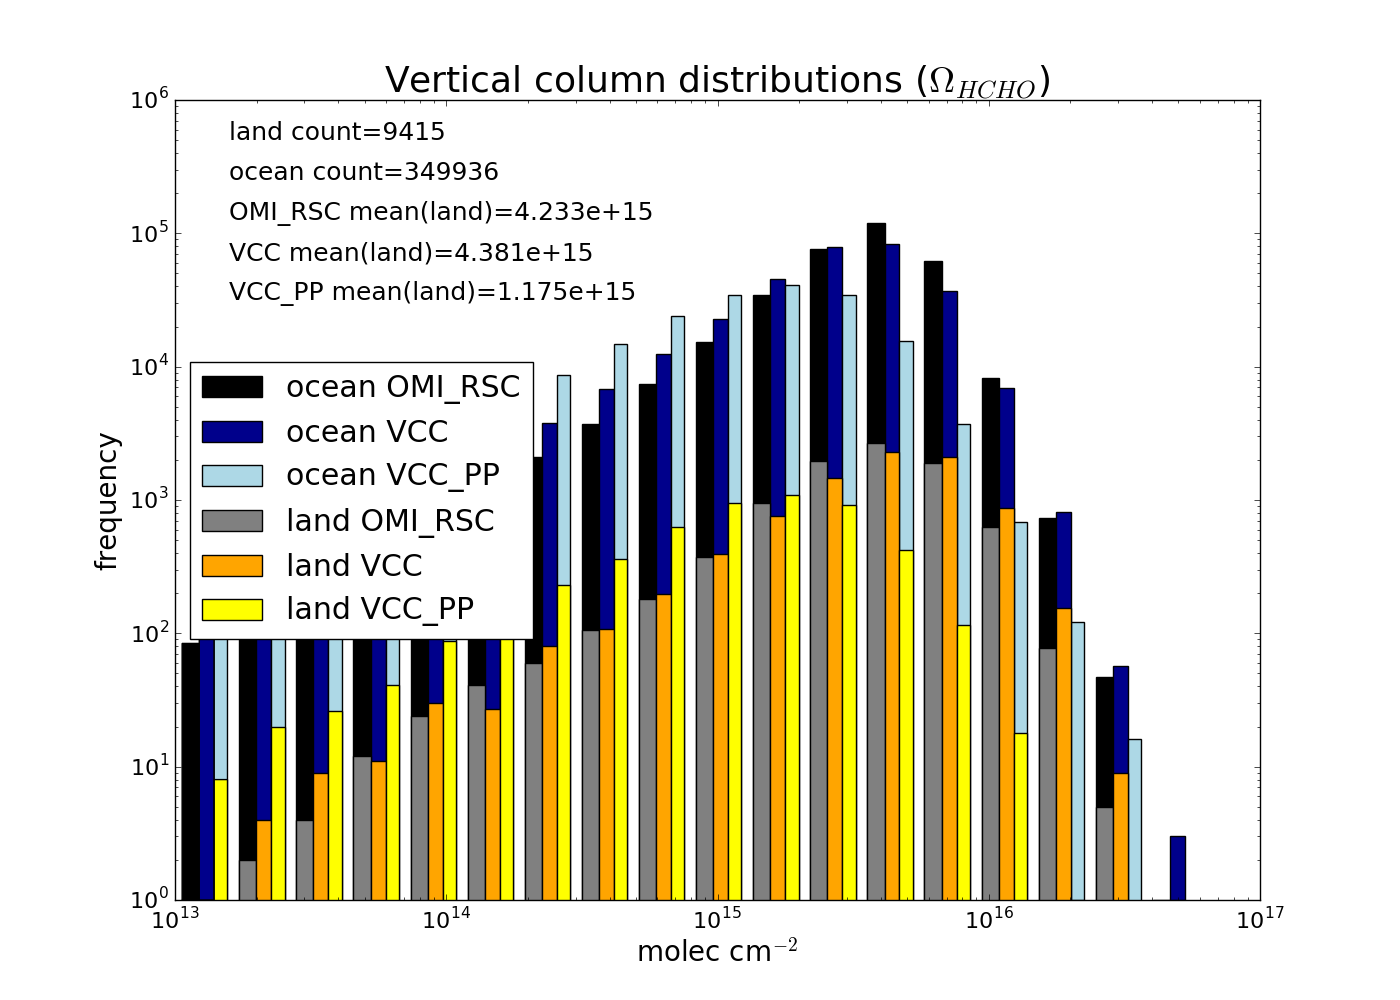 Vertical column distributions (Ω_HCHO)
10^6
10^5
10^4
10^3
10^2
10^1
10^0
frequency
land count=9415
ocean count=349936
OMI_RSC mean(land)=4.233e+15
VCC mean(land)=4.381e+15
VCC_PP mean(land)=1.175e+15
ocean OMI_RSC
ocean VCC
ocean VCC_PP
land OMI_RSC
land VCC
land VCC_PP
10^13 10^14 10^15 10^16 10^17
molec cm^−2